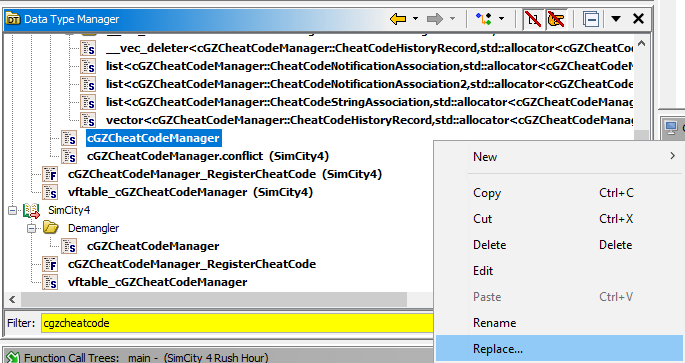 Data Type Manager
__vec_deleter<cGZCheatCodeManager::CheatCodeHistoryRecord,std::allocator<cGZCheatCo
list<cGZCheatCodeManager::CheatCodeNotificationAssociation,std::allocator<cGZCheatCodeM
list<cGZCheatCodeManager::CheatCodeNotificationAssociation2,std::allocator<cGZCheatCode
list<cGZCheatCodeManager::CheatCodeStringAssociation,std::allocator<cGZCheatCodeManag
vector<cGZCheatCodeManager::CheatCodeHistoryRecord,std::allocator<cGZCheatCodeManag
cGZCheatCodeManager
cGZCheatCodeManager.conflict (SimCity4)
cGZCheatCodeManager_RegisterCheatCode (SimCity4)
vftable_cGZCheatCodeManager (SimCity4)
SimCity4
Demangler
cGZCheatCodeManager
cGZCheatCodeManager_RegisterCheatCode
vftable_cGZCheatCodeManager
Filter: cgzcheatcode
Function Call Trees: main - (SimCity 4 Rush Hour)
New
Copy Ctrl+C
Cut Ctrl+X
Delete Delete
Edit
Paste Ctrl+V
Rename
Replace...